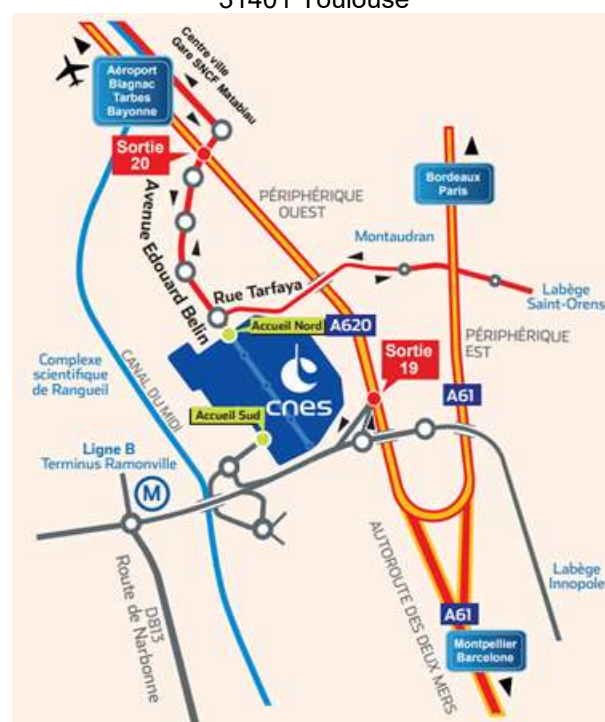 31401 Toulouse
Centre ville
Gare SNCF Matabiau
Aéroport
Blagnac
Tarbes
Bayonne
Sortie
20
Bordeaux
Paris
PÉRIPHÉRIQUE
OUEST
Avenue Edouard Belin
Montaudran
Rue Tarfaya
Labège
Saint-Orens
Accueil Nord
A620
PÉRIPHÉRIQUE
EST
Sortie
19
Complexe
scientifique
de Rangueil
CANAL DU MIDI
cnes
A61
Accueil Sud
Ligne B
Terminus Ramonville
M
Labège
Innopole
D813
Route de Narbonne
AUTOROUTE DES DEUX MERS
A61
Montpellier
Barcelone